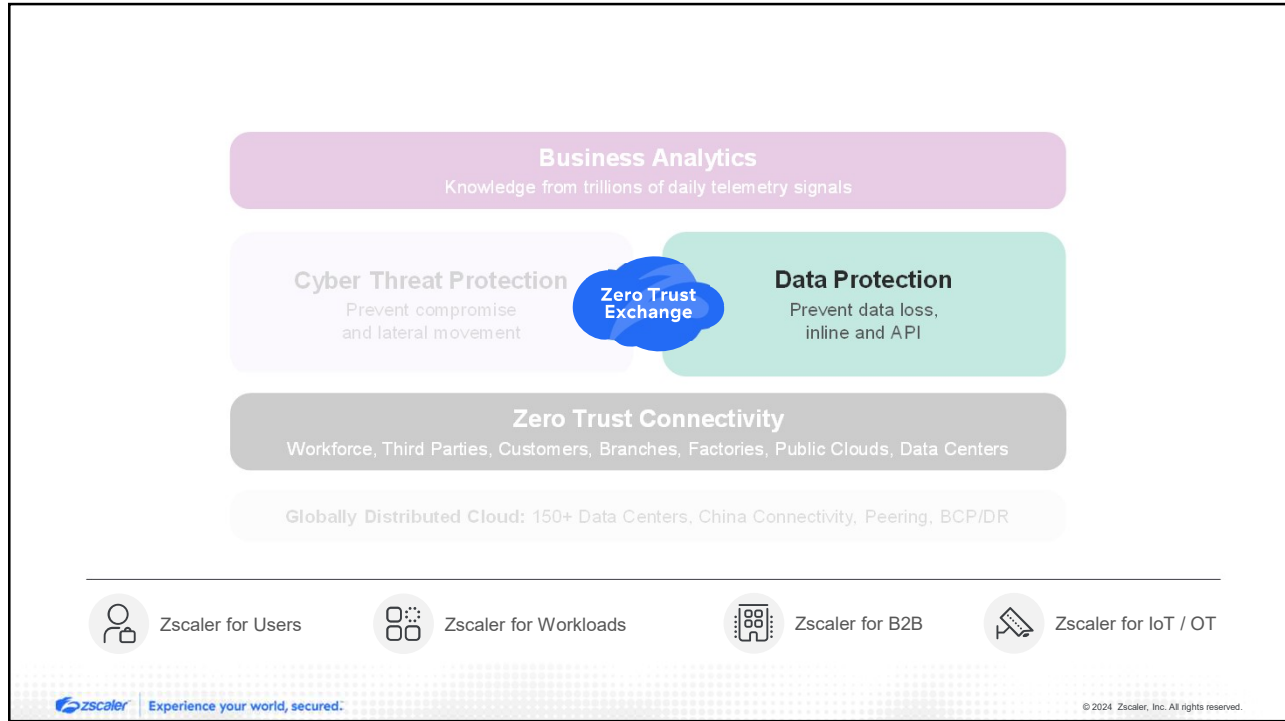 Business Analytics
Knowledge from trillions of daily telemetry signals
Cyber Threat Protection
Prevent compromise
and lateral movement
Zero Trust
Exchange
Data Protection
Prevent data loss,
inline and API
Zero Trust Connectivity
Workforce, Third Parties, Customers, Branches, Factories, Public Clouds, Data Centers
Globally Distributed Cloud: 150+ Data Centers, China Connectivity, Peering, BCP/DR
Zscaler for Users
Zscaler for Workloads
Zscaler for B2B
Zscaler for IoT / OT
zscaler Experience your world, secured.
© 2024 Zscaler, Inc. All rights reserved.